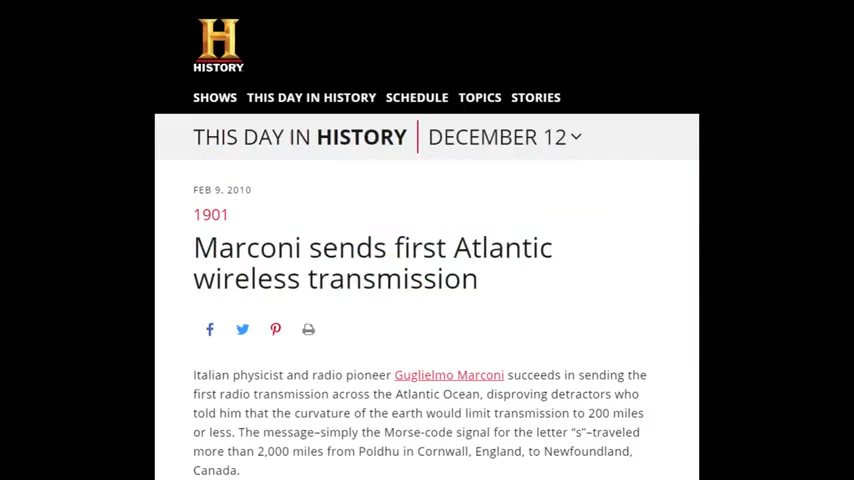 H
HISTORY
SHOWS THIS DAY IN HISTORY SCHEDULE TOPICS STORIES
THIS DAY IN HISTORY DECEMBER 12
FEB 9, 2010
1901
Marconi sends first Atlantic
wireless transmission
Italian physicist and radio pioneer Guglielmo Marconi succeeds in sending the
first radio transmission across the Atlantic Ocean, disproving detractors who
told him that the curvature of the earth would limit transmission to 200 miles
or less. The message–simply the Morse-code signal for the letter “s”–traveled
more than 2,000 miles from Poldhu in Cornwall, England, to Newfoundland,
Canada.